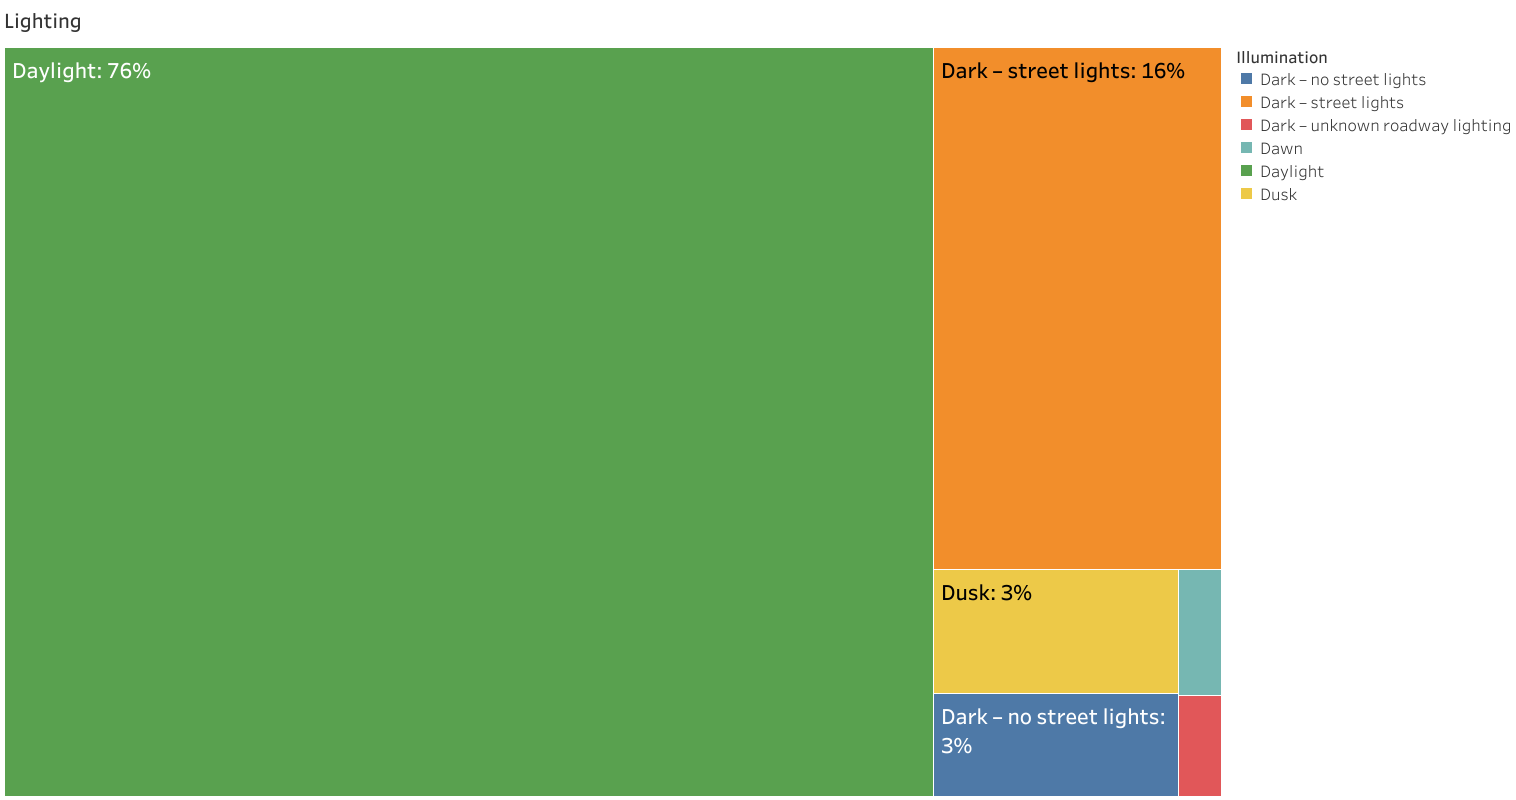 Lighting
Daylight: 76%
Dark – street lights: 16%
Dusk: 3%
Dark – no street lights:
3%
Illumination
Dark – no street lights
Dark – street lights
Dark – unknown roadway lighting
Dawn
Daylight
Dusk